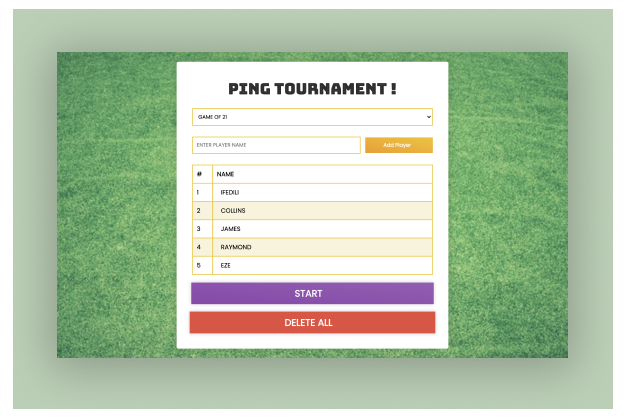 PING TOURNAMENT !
GAME OF 21
ENTER PLAYER NAME Add Player
# NAME
1 IFEDILI
2 COLLINS
3 JAMES
4 RAYMOND
5 EZE
START
DELETE ALL